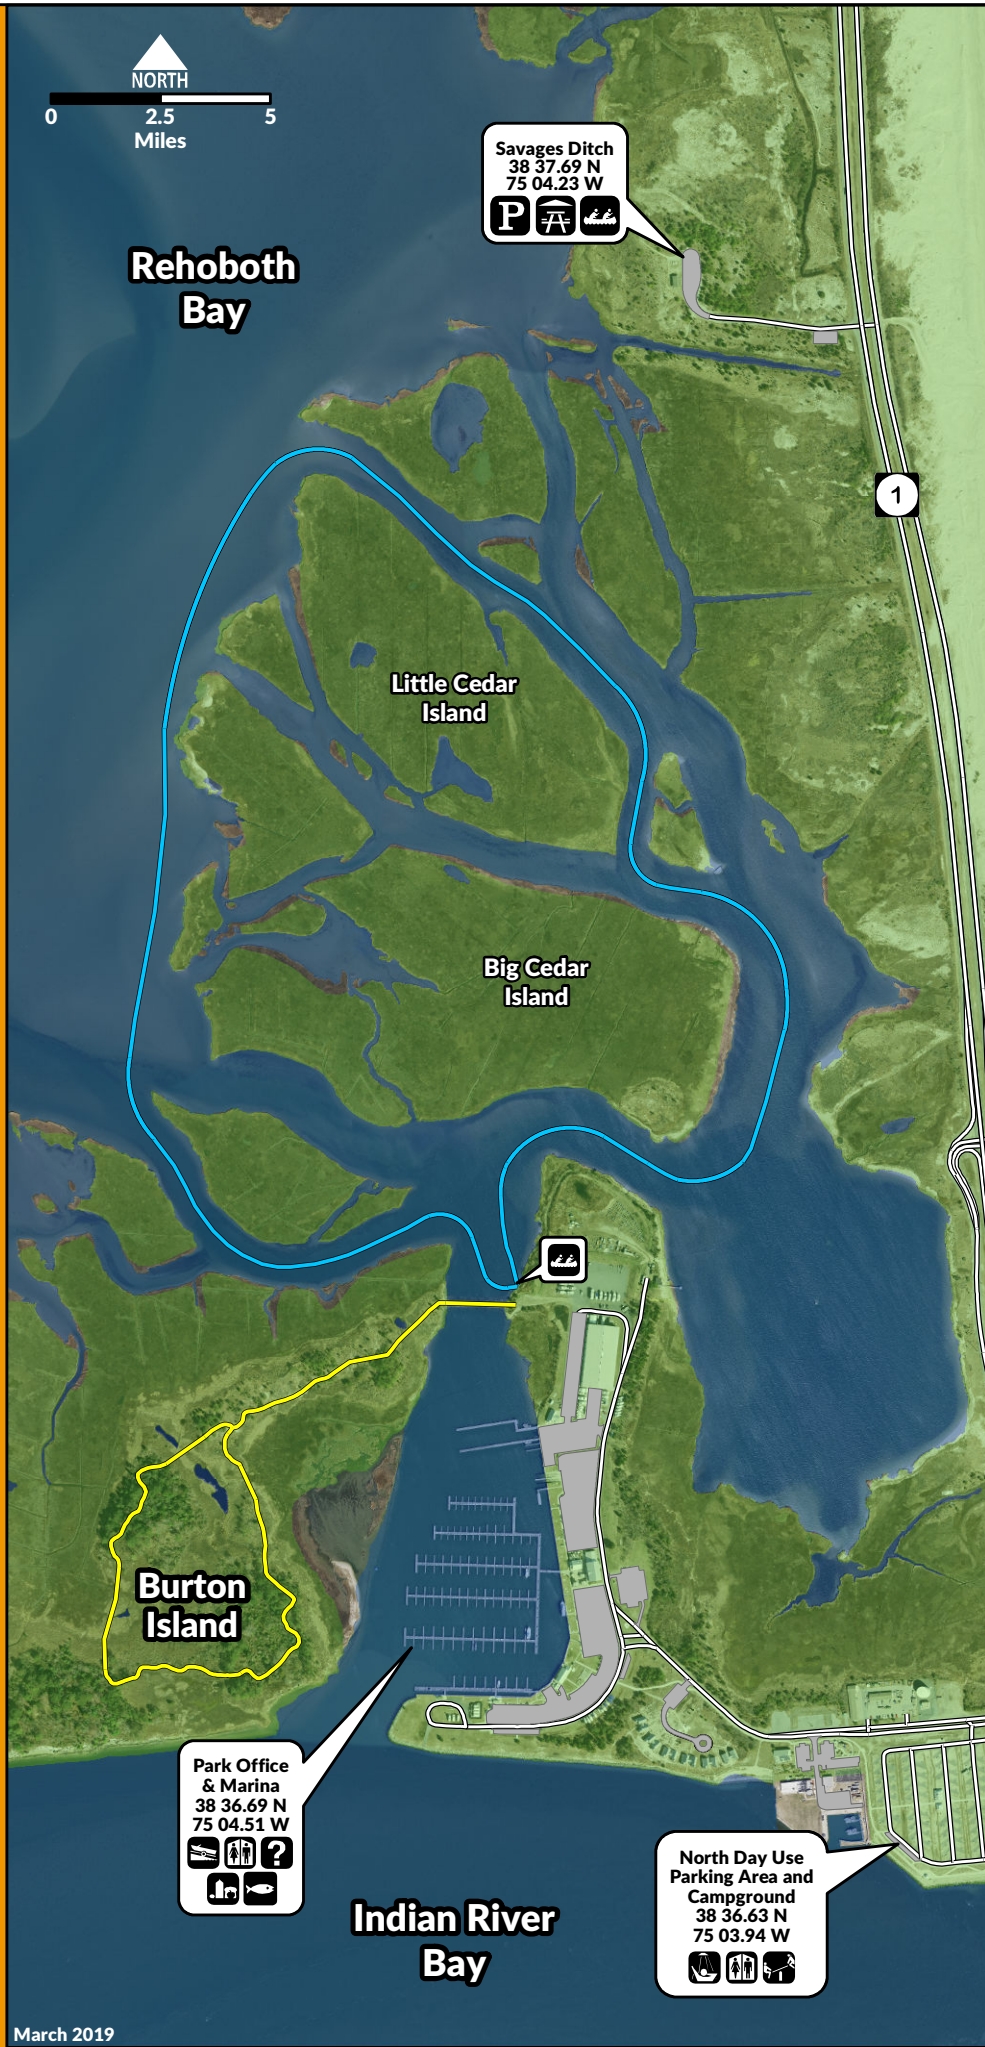 NORTH
0 2.5 5
Miles
Savages Ditch
38 37.69 N
75 04.23 W
P
Rehoboth
Bay
1
Little Cedar
Island
Big Cedar
Island
Burton
Island
Park Office
& Marina
38 36.69 N
75 04.51 W
?
North Day Use
Parking Area and
Campground
38 36.63 N
75 03.94 W
Indian River
Bay
March 2019